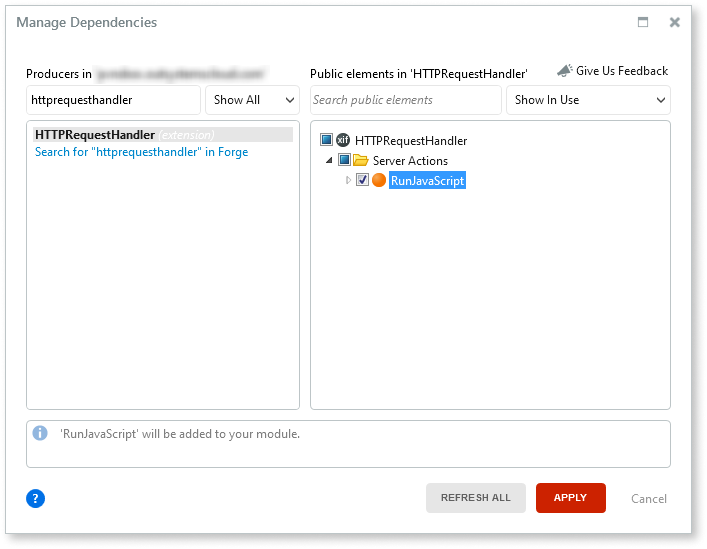 Manage Dependencies
Producers in
Public elements in 'HTTPRequestHandler'
Give Us Feedback
httprequesthandler
Show All
Search public elements
Show In Use
HTTPRequestHandler (extension)
Search for "httprequesthandler" in Forge
xif HTTPRequestHandler
Server Actions
RunJavaScript
'RunJavaScript' will be added to your module.
?
REFRESH ALL
APPLY
Cancel